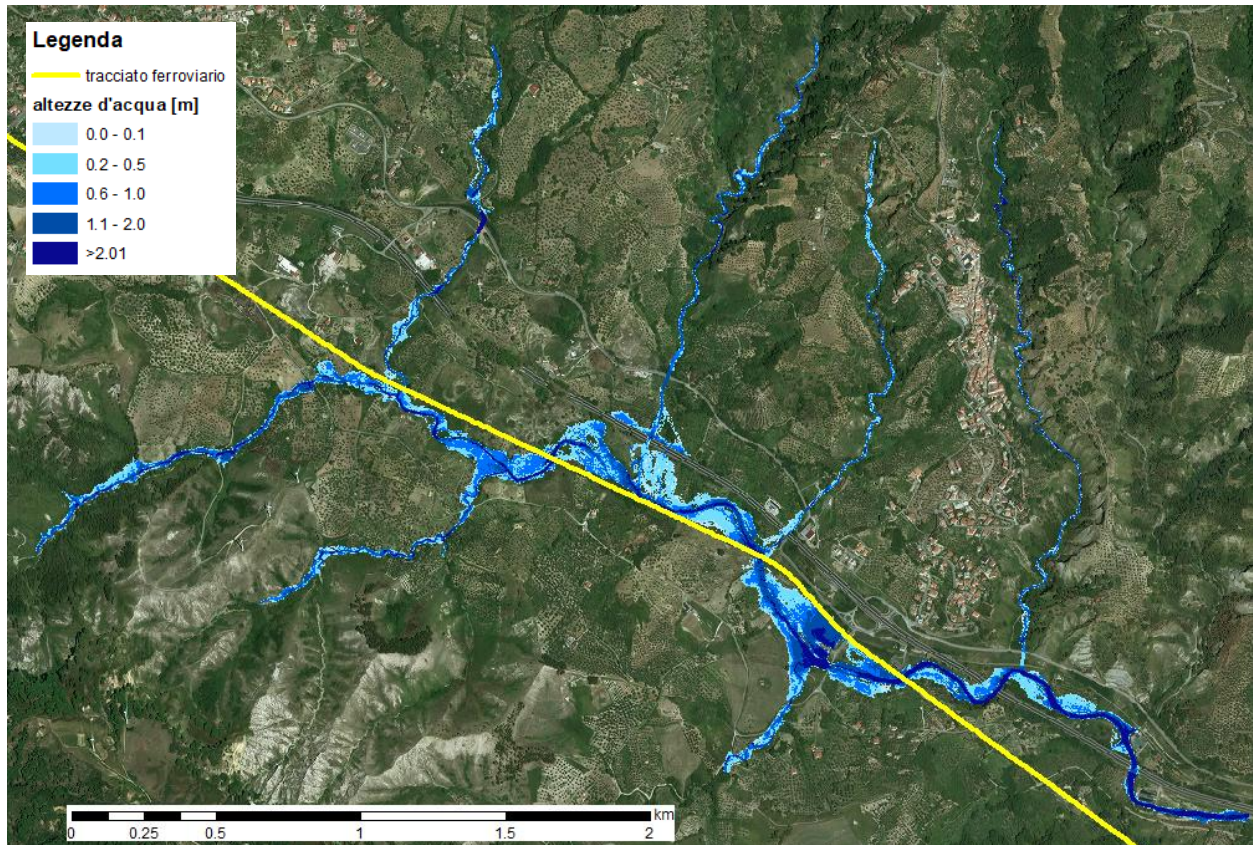 Legenda
tracciato ferroviario
altezze d'acqua [m]
0.0 - 0.1
0.2 - 0.5
0.6 - 1.0
1.1 - 2.0
>2.01
km
0 0.25 0.5 1 1.5 2